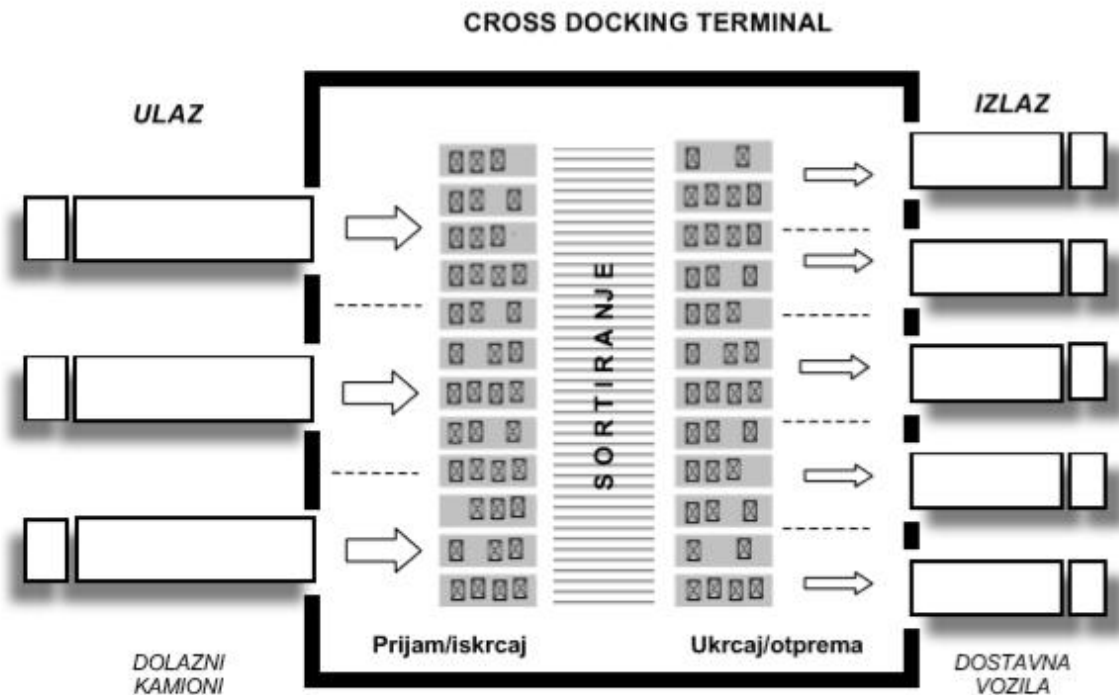 CROSS DOCKING TERMINAL
ULAZ
IZLAZ
SORTIRANJE
Prijam/iskrcaj
Ukrcaj/otprema
DOLAZNI
KAMIONI
DOSTAVNA
VOZILA